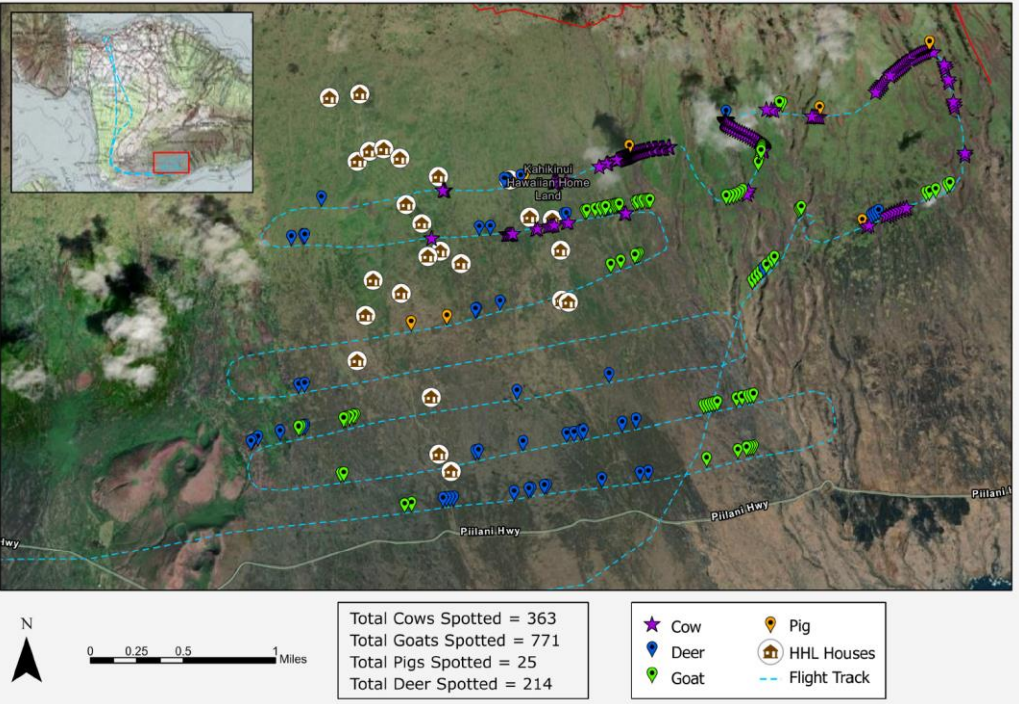 Kahikinui
Hawaiian Home
Land
Piilani Hwy
Piilani Hwy
Piilani H
Hwy
N
0 0.25 0.5 1
Miles
Total Cows Spotted = 363
Total Goats Spotted = 771
Total Pigs Spotted = 25
Total Deer Spotted = 214
Cow
Deer
Goat
Pig
HHL Houses
Flight Track